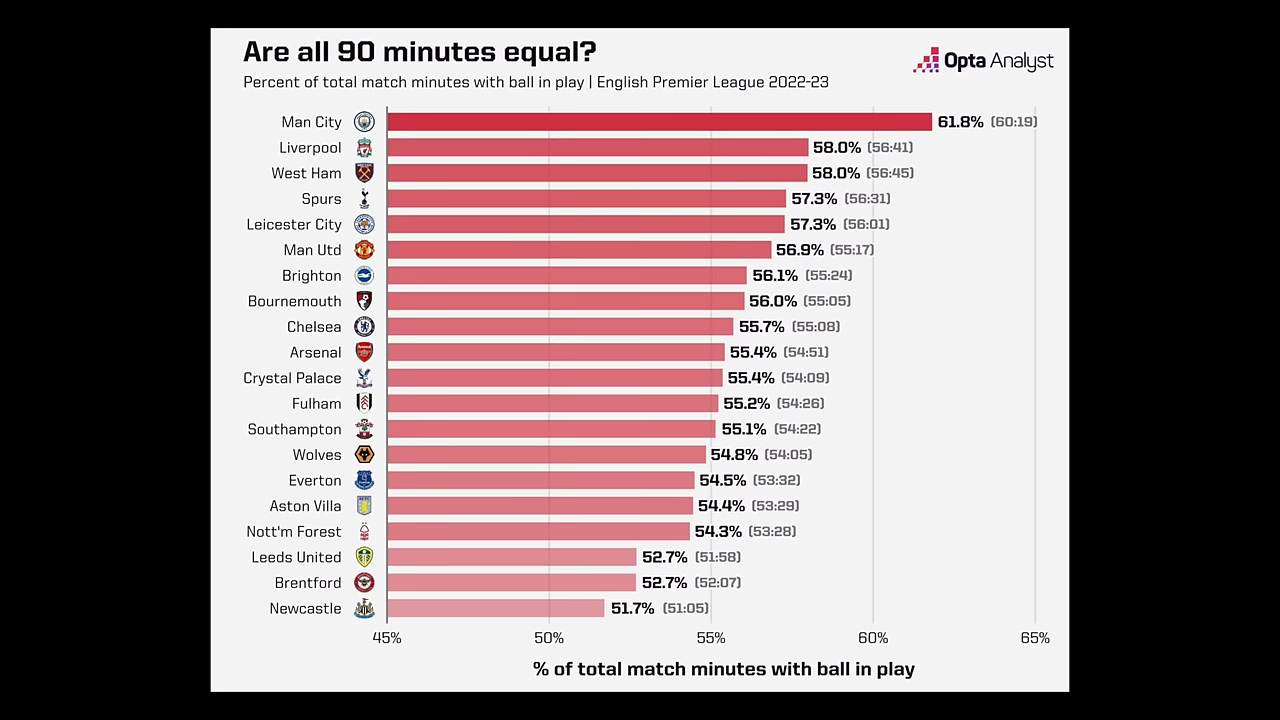 Are all 90 minutes equal?
Opta Analyst
Percent of total match minutes with ball in play | English Premier League 2022-23
Man City 61.8% (60:19)
Liverpool 58.0% (56:41)
West Ham 58.0% (56:45)
Spurs 57.3% (56:31)
Leicester City 57.3% (56:01)
Man Utd 56.9% (55:17)
Brighton 56.1% (55:24)
Bournemouth 56.0% (55:05)
Chelsea 55.7% (55:08)
Arsenal 55.4% (54:51)
Crystal Palace 55.4% (54:09)
Fulham 55.2% (54:26)
Southampton 55.1% (54:22)
Wolves 54.8% (54:05)
Everton 54.5% (53:32)
Aston Villa 54.4% (53:29)
Nott'm Forest 54.3% (53:28)
Leeds United 52.7% (51:58)
Brentford 52.7% (52:07)
Newcastle 51.7% (51:05)
45% 50% 55% 60% 65%
% of total match minutes with ball in play